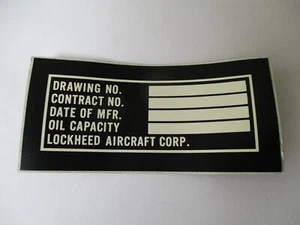 DRAWING NO.
CONTRACT NO.
DATE OF MFR.
OIL CAPACITY
LOCKHEED AIRCRAFT CORP.